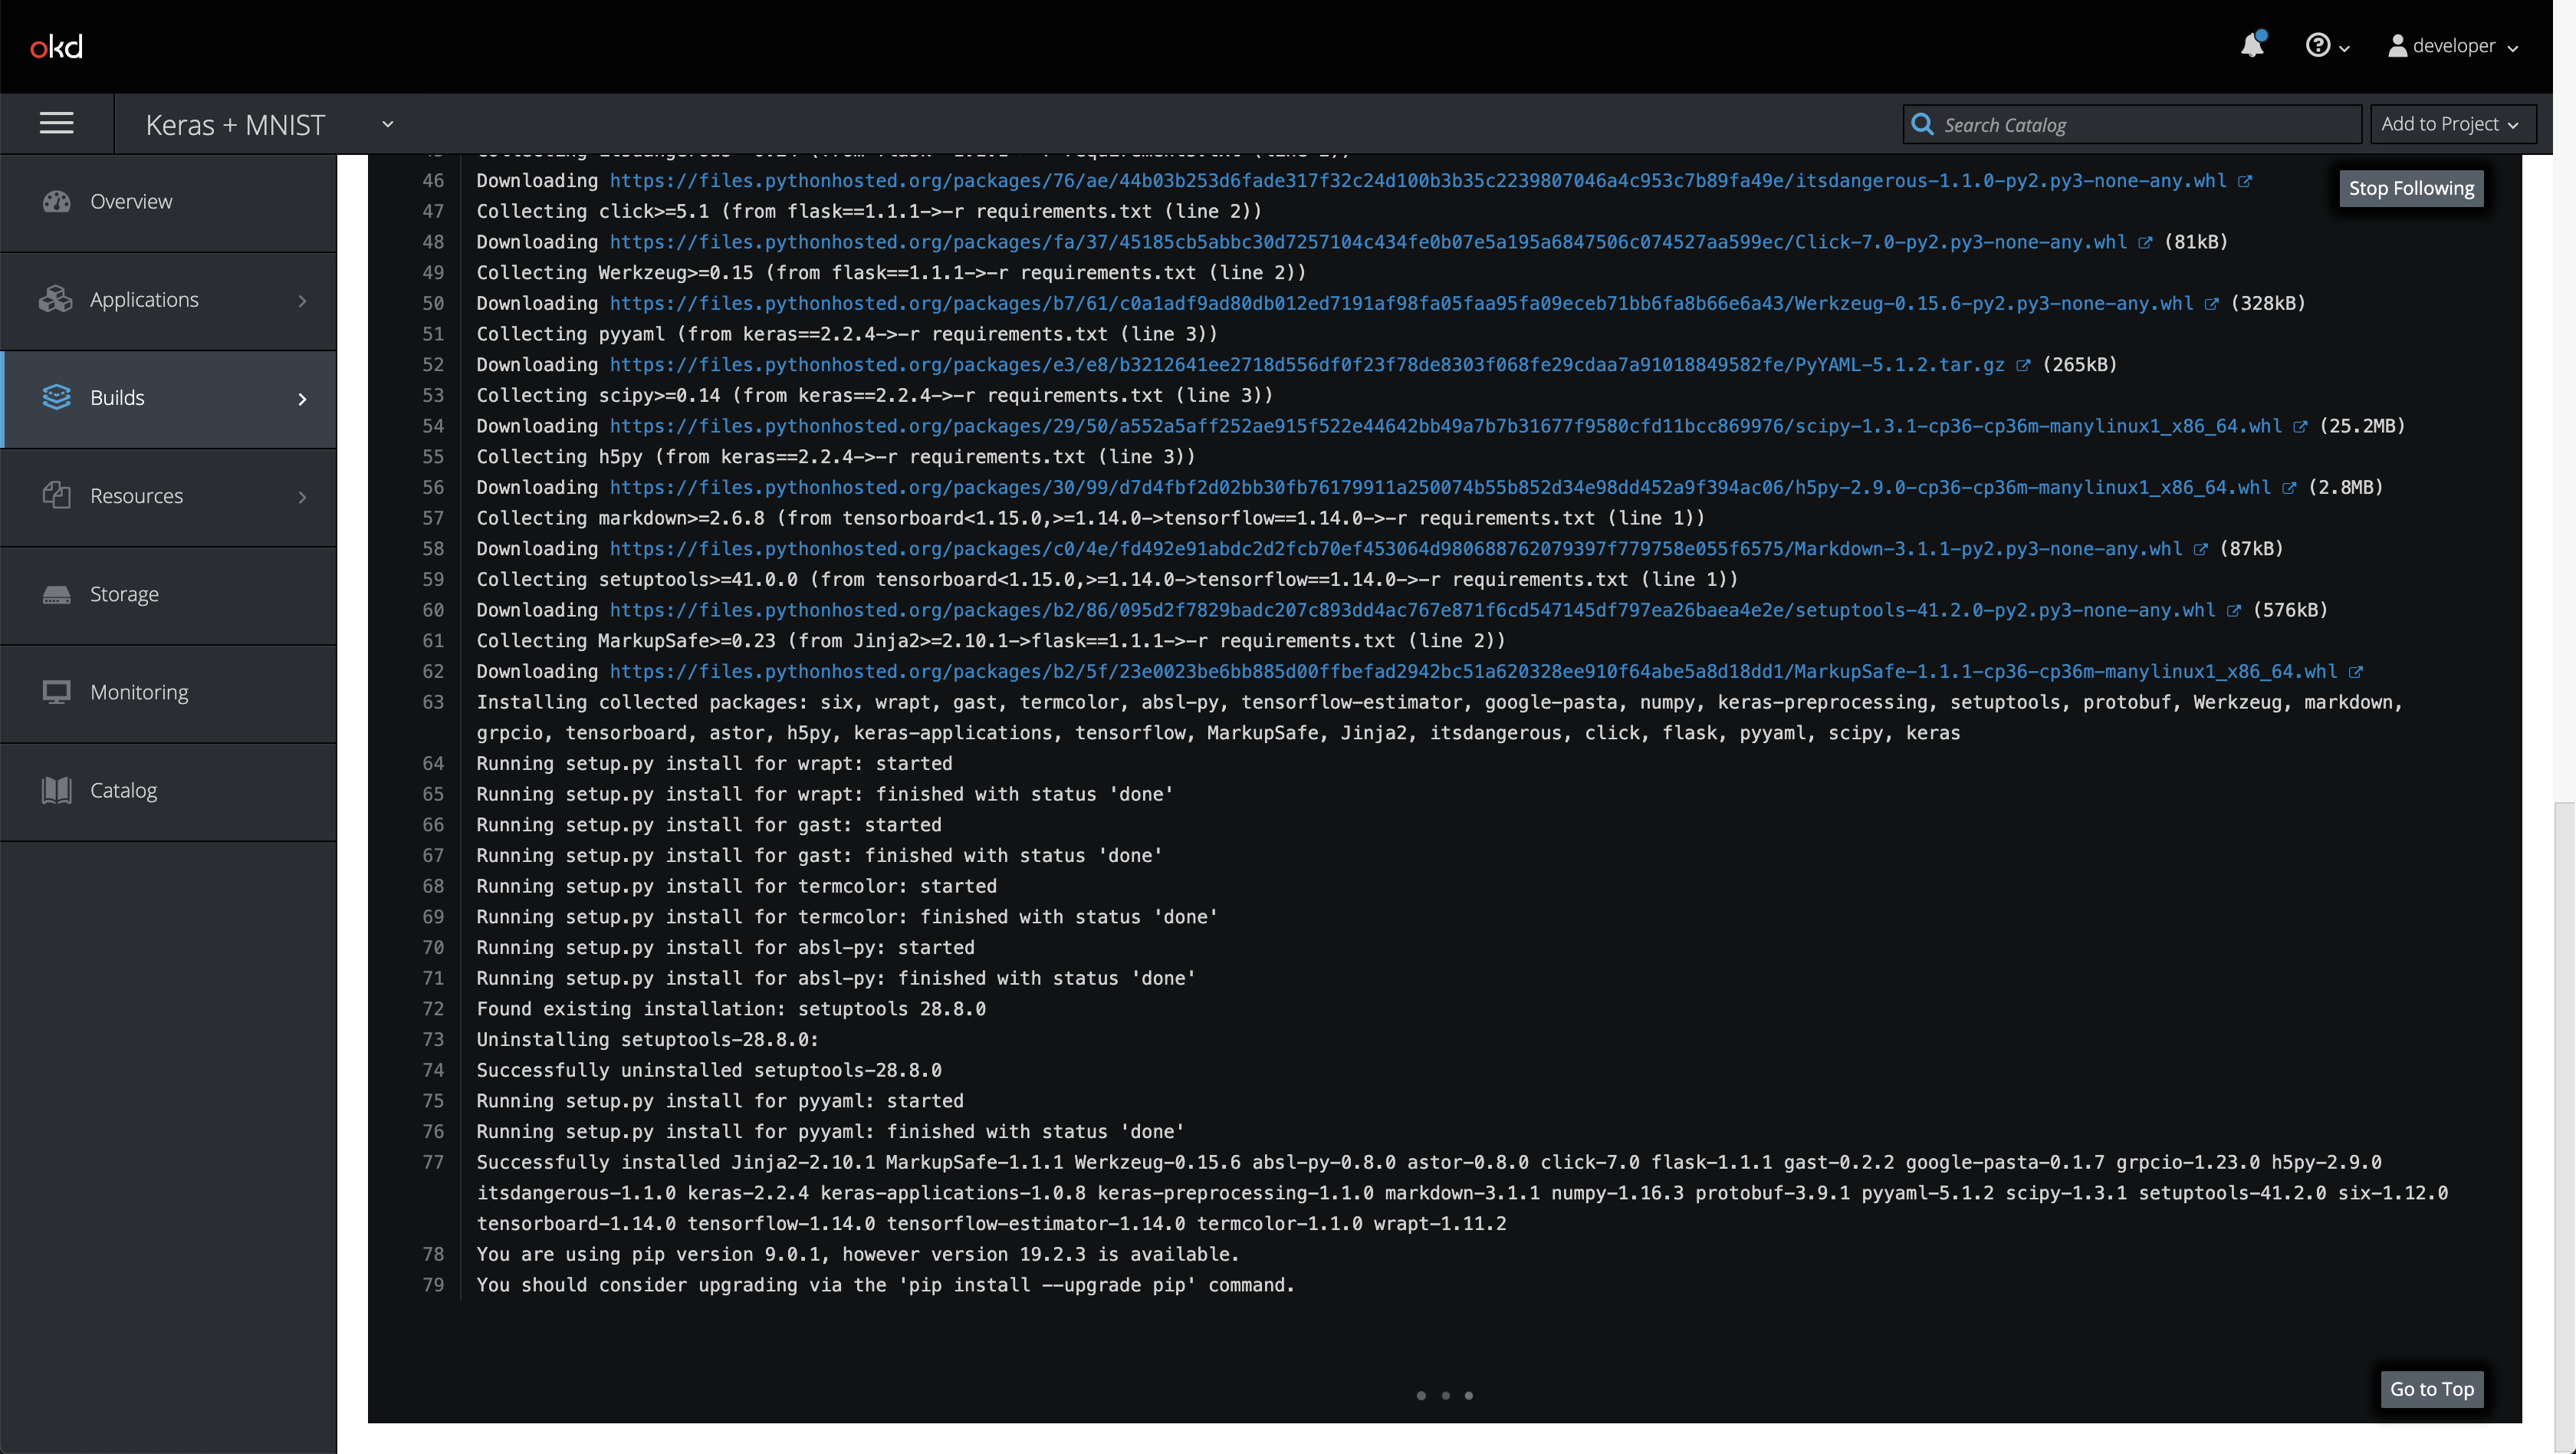 okd
developer
Keras + MNIST
Search Catalog
Add to Project
Overview
Applications
Builds
Resources
Storage
Monitoring
Catalog
Stop Following
46 Downloading https://files.pythonhosted.org/packages/76/ae/44b03b253d6fade317f32c24d100b3b35c2239807046a4c953c7b89fa49e/itsdangerous-1.1.0-py2.py3-none-any.whl
47 Collecting click>=5.1 (from flask==1.1.1->-r requirements.txt (line 2))
48 Downloading https://files.pythonhosted.org/packages/fa/37/45185cb5abbc30d7257104c434fe0b07e5a195a6847506c074527aa599ec/Click-7.0-py2.py3-none-any.whl (81kB)
49 Collecting Werkzeug>=0.15 (from flask==1.1.1->-r requirements.txt (line 2))
50 Downloading https://files.pythonhosted.org/packages/b7/61/c0a1adf9ad80db012ed7191af98fa05faa95fa09eceb71bb6fa8b66e6a43/Werkzeug-0.15.6-py2.py3-none-any.whl (328kB)
51 Collecting pyyaml (from keras==2.2.4->-r requirements.txt (line 3))
52 Downloading https://files.pythonhosted.org/packages/e3/e8/b3212641ee2718d556df0f23f78de8303f068fe29cdaa7a91018849582fe/PyYAML-5.1.2.tar.gz (265kB)
53 Collecting scipy>=0.14 (from keras==2.2.4->-r requirements.txt (line 3))
54 Downloading https://files.pythonhosted.org/packages/29/50/a552a5aff252ae915f522e44642bb49a7b7b31677f9580cfd11bcc869976/scipy-1.3.1-cp36-cp36m-manylinux1_x86_64.whl (25.2MB)
55 Collecting h5py (from keras==2.2.4->-r requirements.txt (line 3))
56 Downloading https://files.pythonhosted.org/packages/30/99/d7d4fbf2d02bb30fb76179911a250074b55b852d34e98dd452a9f394ac06/h5py-2.9.0-cp36-cp36m-manylinux1_x86_64.whl (2.8MB)
57 Collecting markdown>=2.6.8 (from tensorboard<1.15.0,>=1.14.0->tensorflow==1.14.0->-r requirements.txt (line 1))
58 Downloading https://files.pythonhosted.org/packages/c0/4e/fd492e91abdc2d2fcb70ef453064d980688762079397f779758e055f6575/Markdown-3.1.1-py2.py3-none-any.whl (87kB)
59 Collecting setuptools>=41.0.0 (from tensorboard<1.15.0,>=1.14.0->tensorflow==1.14.0->-r requirements.txt (line 1))
60 Downloading https://files.pythonhosted.org/packages/b2/86/095d2f7829badc207c893dd4ac767e871f6cd547145df797ea26baea4e2e/setuptools-41.2.0-py2.py3-none-any.whl (576kB)
61 Collecting MarkupSafe>=0.23 (from Jinja2>=2.10.1->flask==1.1.1->-r requirements.txt (line 2))
62 Downloading https://files.pythonhosted.org/packages/b2/5f/23e0023be6bb885d00ffbefad2942bc51a620328ee910f64abe5a8d18dd1/MarkupSafe-1.1.1-cp36-cp36m-manylinux1_x86_64.whl
63 Installing collected packages: six, wrapt, gast, termcolor, absl-py, tensorflow-estimator, google-pasta, numpy, keras-preprocessing, setuptools, protobuf, Werkzeug, markdown,
grpcio, tensorboard, astor, h5py, keras-applications, tensorflow, MarkupSafe, Jinja2, itsdangerous, click, flask, pyyaml, scipy, keras
64 Running setup.py install for wrapt: started
65 Running setup.py install for wrapt: finished with status 'done'
66 Running setup.py install for gast: started
67 Running setup.py install for gast: finished with status 'done'
68 Running setup.py install for termcolor: started
69 Running setup.py install for termcolor: finished with status 'done'
70 Running setup.py install for absl-py: started
71 Running setup.py install for absl-py: finished with status 'done'
72 Found existing installation: setuptools 28.8.0
73 Uninstalling setuptools-28.8.0:
74 Successfully uninstalled setuptools-28.8.0
75 Running setup.py install for pyyaml: started
76 Running setup.py install for pyyaml: finished with status 'done'
77 Successfully installed Jinja2-2.10.1 MarkupSafe-1.1.1 Werkzeug-0.15.6 absl-py-0.8.0 astor-0.8.0 click-7.0 flask-1.1.1 gast-0.2.2 google-pasta-0.1.7 grpcio-1.23.0 h5py-2.9.0
itsdangerous-1.1.0 keras-2.2.4 keras-applications-1.0.8 keras-preprocessing-1.1.0 markdown-3.1.1 numpy-1.16.3 protobuf-3.9.1 pyyaml-5.1.2 scipy-1.3.1 setuptools-41.2.0 six-1.12.0
tensorboard-1.14.0 tensorflow-1.14.0 tensorflow-estimator-1.14.0 termcolor-1.1.0 wrapt-1.11.2
78 You are using pip version 9.0.1, however version 19.2.3 is available.
79 You should consider upgrading via the 'pip install --upgrade pip' command.
Go to Top